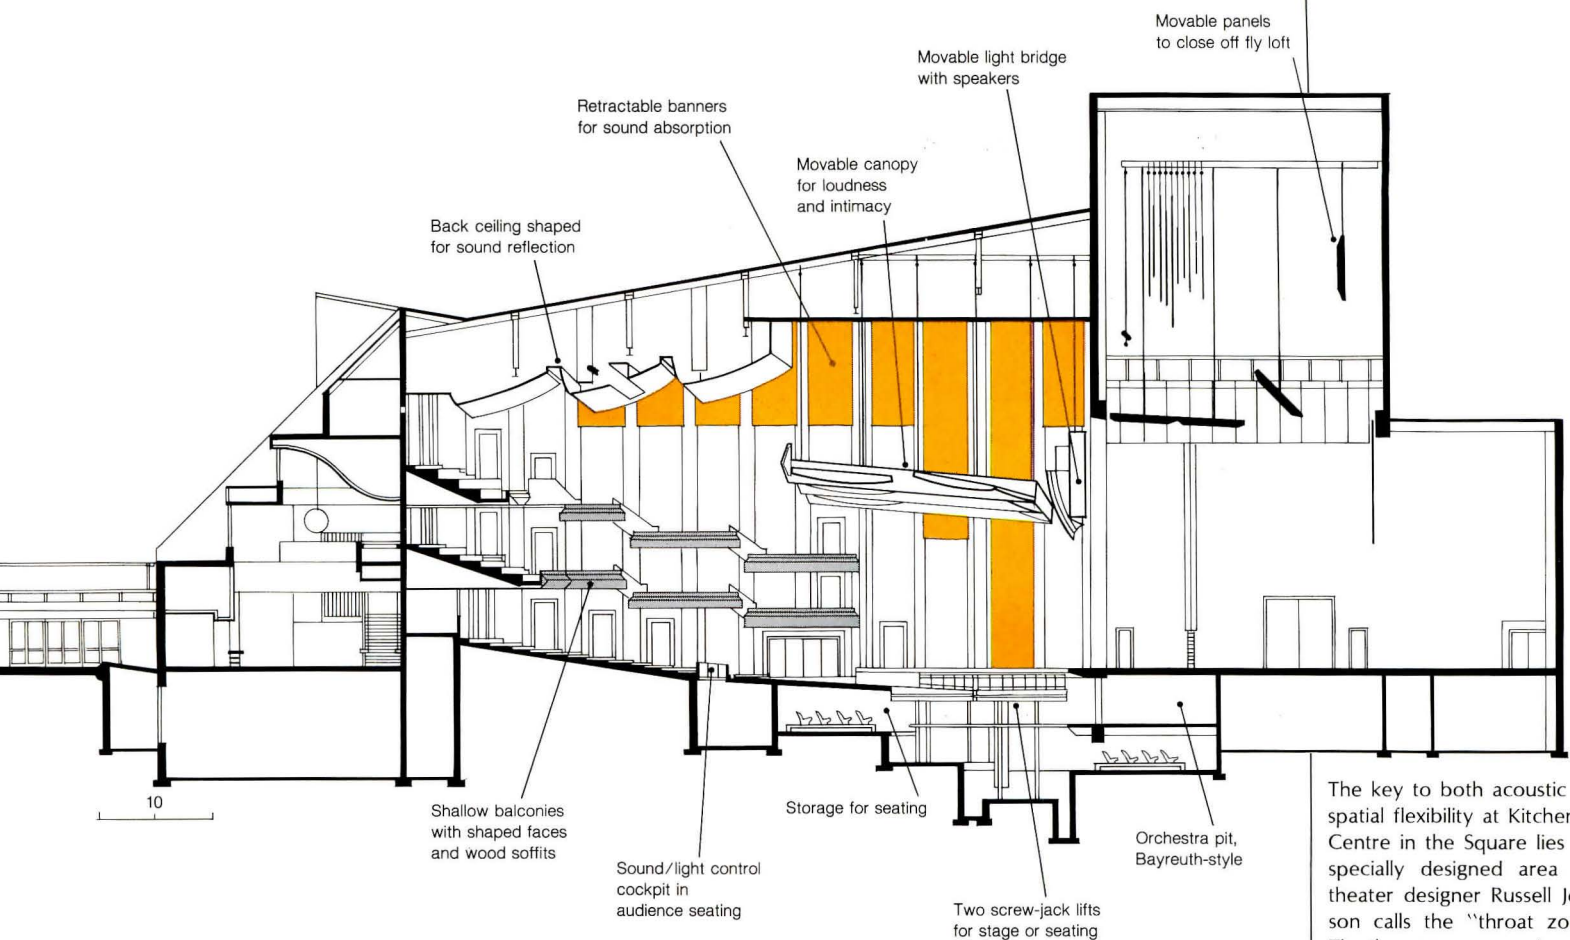 Movable panels
to close off fly loft
Movable light bridge
with speakers
Retractable banners
for sound absorption
Movable canopy
for loudness
and intimacy
Back ceiling shaped
for sound reflection
10
Shallow balconies
with shaped faces
and wood soffits
Sound/light control
cockpit in
audience seating
Storage for seating
Two screw-jack lifts
for stage or seating
Orchestra pit,
Bayreuth-style
The key to both acoustic
spatial flexibility at
Centre in the Square lies
specially designed area
theater designer Russell
son calls the "throat